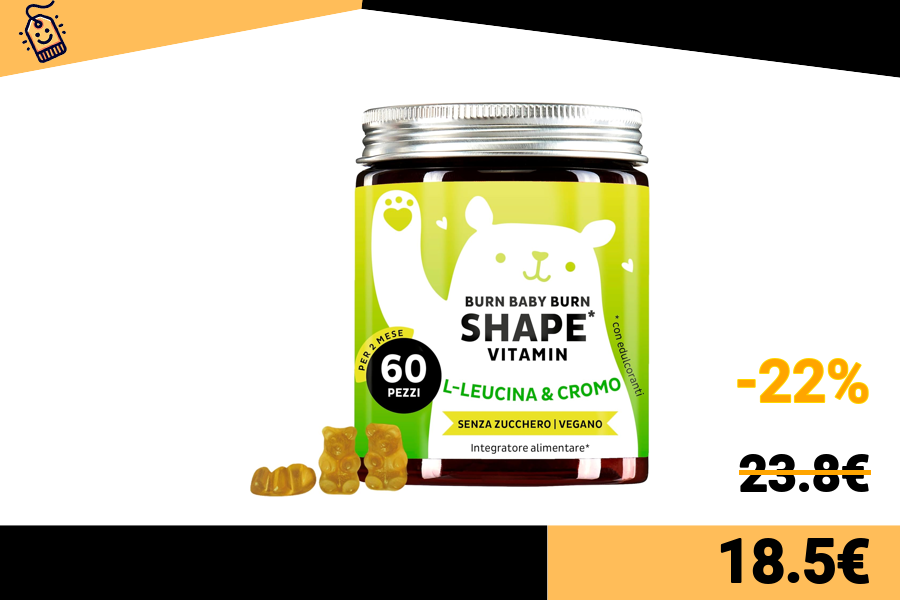 BURN BABY BURN
SHAPE*
VITAMIN
* con edulcoranti
PER 2 MESE
60
PEZZI
L-LEUCINA & CROMO
SENZA ZUCCHERO | VEGANO
Integratore alimentare*
-22%
23.8€
18.5€